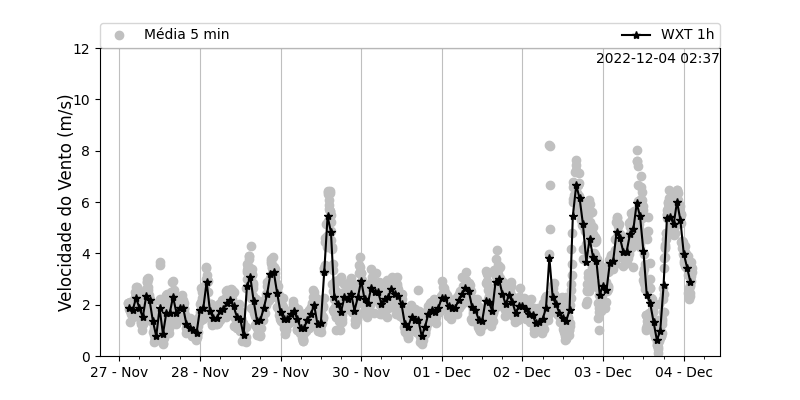 Média 5 min
WXT 1h
2022-12-04 02:37
Velocidade do Vento (m/s)
12
10
8
6
4
2
0
27 - Nov
28 - Nov
29 - Nov
30 - Nov
01 - Dec
02 - Dec
03 - Dec
04 - Dec